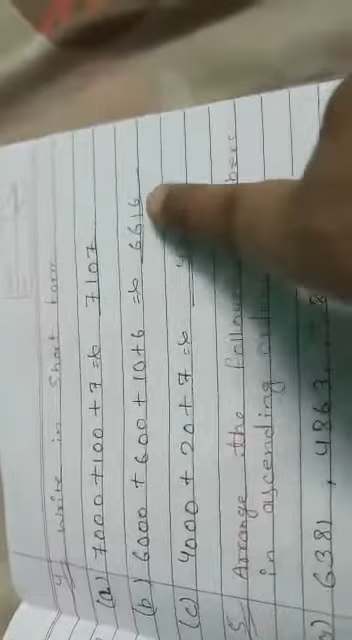 4 Write in Short form
(a) 7000 + 100 + 7 = 7107
(b) 6000 + 600 + 10 + 6 = 6616
(c) 4000 + 20 + 7 = 4
5 Arrange the
in ascending
6381, 4863,